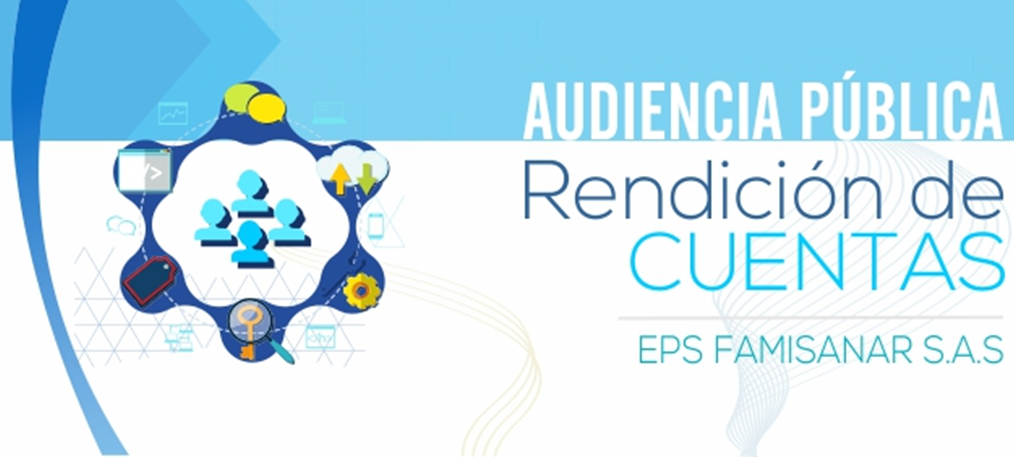 AUDIENCIA PÚBLICA
Rendición de
CUENTAS
EPS FAMISANAR S.A.S